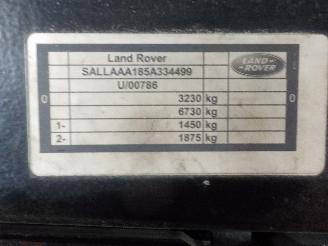 Land Rover
SALLAAA185A334499
U/00786
LAND
ROVER
0 3230 kg 0
6730 kg
1- 1450 kg
2- 1875 kg